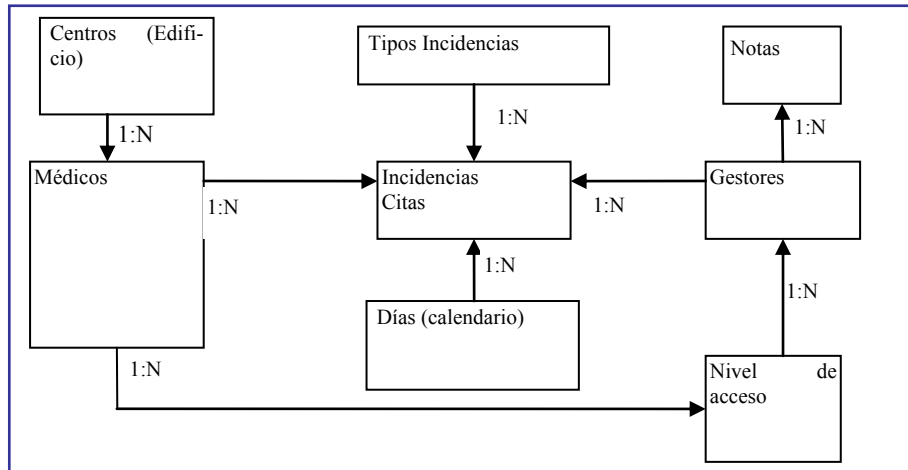 Centros (Edifi-
cio)
Tipos Incidencias
Notas
1:N
1:N
1:N
Médicos
Incidencias
Citas
Gestores
1:N
1:N
1:N
1:N
Días (calendario)
1:N
Nivel de
acceso